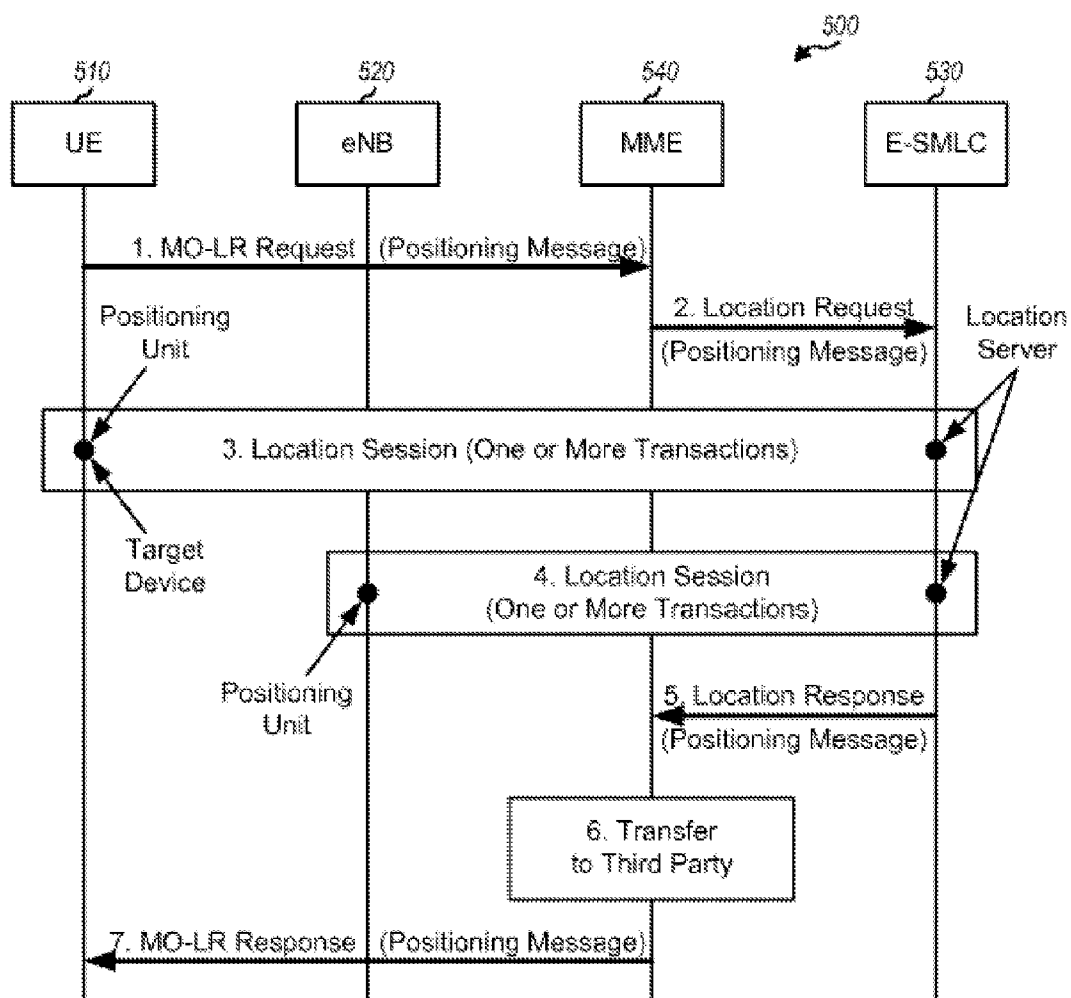 500
510
520
540
530
UE
eNB
MME
E-SMLC
1. MO-LR Request (Positioning Message)
Positioning
Unit
2. Location Request
(Positioning Message)
Location
Server
3. Location Session (One or More Transactions)
Target
Device
4. Location Session
(One or More Transactions)
Positioning
Unit
5. Location Response
(Positioning Message)
6. Transfer
to Third Party
7. MO-LR Response (Positioning Message)